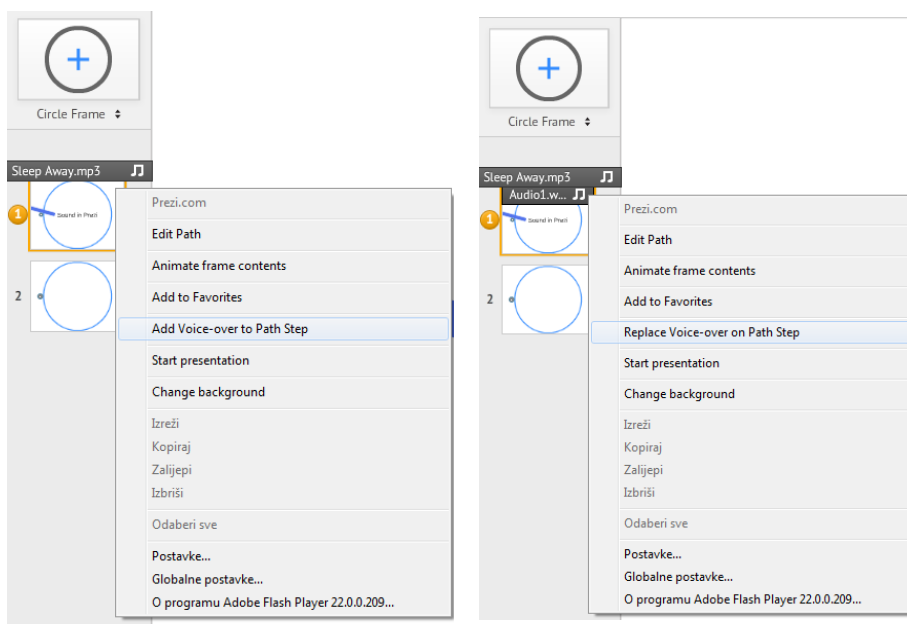 Circle Frame
Sleep Away.mp3
1
Sound in Prezi
2
Prezi.com
Edit Path
Animate frame contents
Add to Favorites
Add Voice-over to Path Step
Start presentation
Change background
Izreži
Kopiraj
Zalijepi
Izbriši
Odaberi sve
Postavke...
Globalne postavke...
O programu Adobe Flash Player 22.0.0.209...
Circle Frame
Sleep Away.mp3
Audio1.w...
1
Sound in Prezi
2
Prezi.com
Edit Path
Animate frame contents
Add to Favorites
Replace Voice-over on Path Step
Start presentation
Change background
Izreži
Kopiraj
Zalijepi
Izbriši
Odaberi sve
Postavke...
Globalne postavke...
O programu Adobe Flash Player 22.0.0.209...